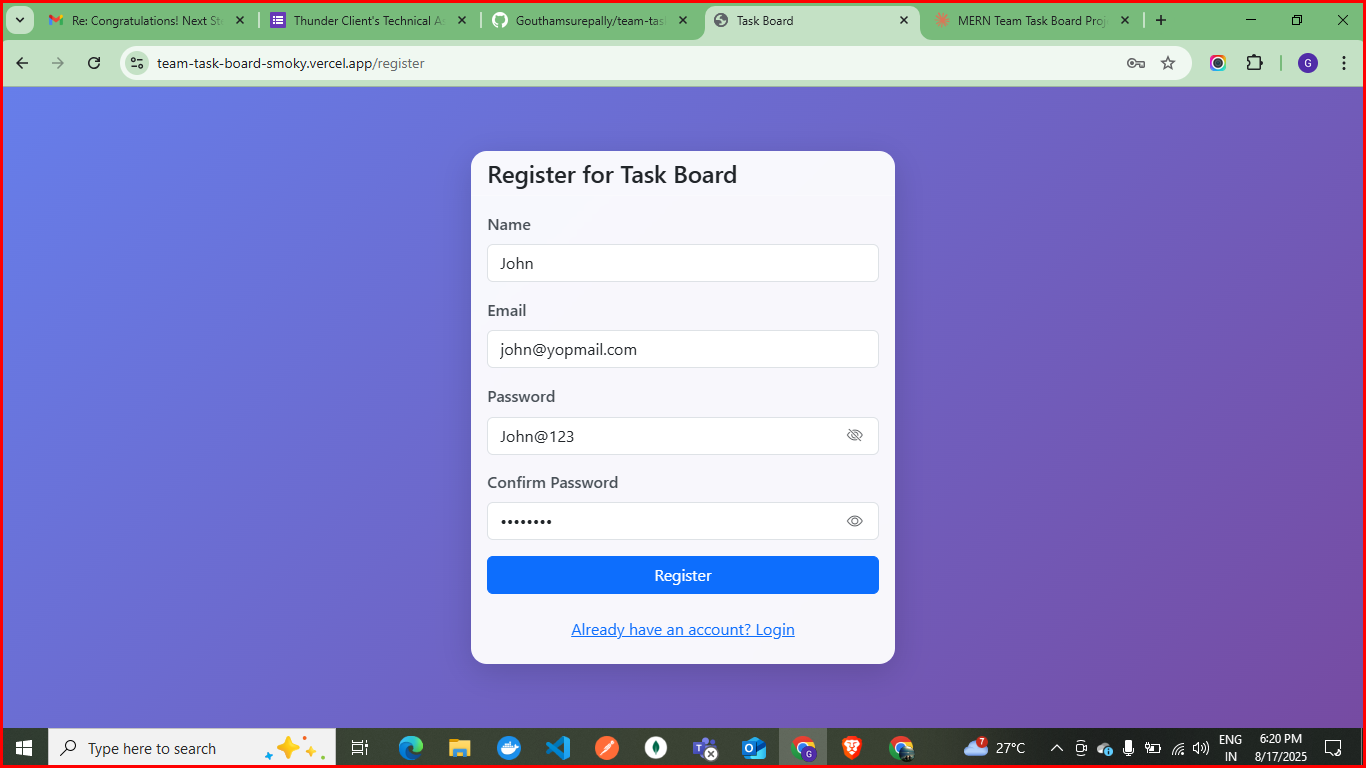 Re: Congratulations! Next St
Thunder Client's Technical As
Gouthamsurepally/team-tas
Task Board
MERN Team Task Board Proj
team-task-board-smoky.vercel.app/register
G
Register for Task Board
Name
John
Email
john@yopmail.com
Password
John@123
Confirm Password
••••••••
Register
Already have an account? Login
Type here to search
G
7
27°C
ENG
IN
6:20 PM
8/17/2025